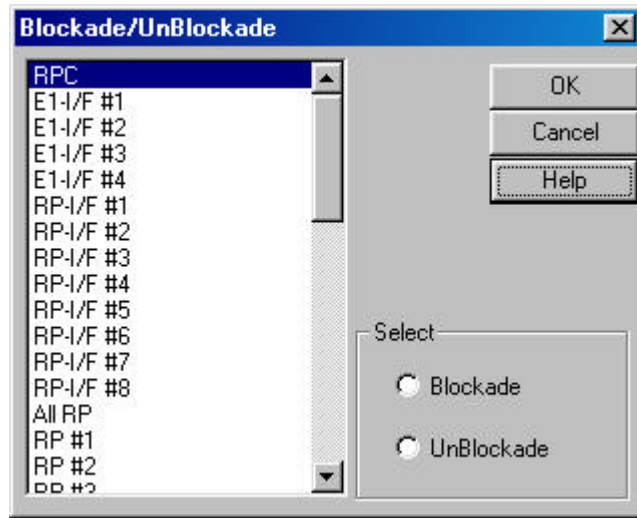 Blockade/UnBlockade
RPC
E1-I/F #1
E1-I/F #2
E1-I/F #3
E1-I/F #4
RP-I/F #1
RP-I/F #2
RP-I/F #3
RP-I/F #4
RP-I/F #5
RP-I/F #6
RP-I/F #7
RP-I/F #8
All RP
RP #1
RP #2
OK
Cancel
Help
Select
Blockade
UnBlockade